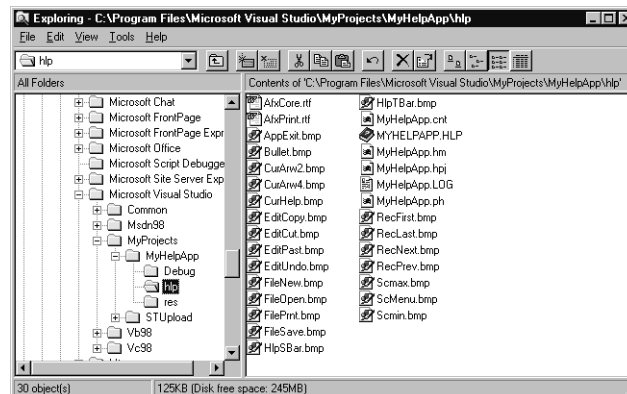 Exploring - C:\Program Files\Microsoft Visual Studio\MyProjects\MyHelpApp\hlp
File Edit View Tools Help
hlp
All Folders
Contents of 'C:\Program Files\Microsoft Visual Studio\MyProjects\MyHelpApp\hlp'
Microsoft Chat
Microsoft FrontPage
Microsoft FrontPage Expr
Microsoft Office
Microsoft Script Debugge
Microsoft Site Server Exp
Microsoft Visual Studio
Common
Msdn98
MyProjects
MyHelpApp
Debug
hlp
res
STUpload
Vb98
Vc98
AfxCore.rtf
AfxPrint.rtf
AppExit.bmp
Bullet.bmp
CurArw2.bmp
CurArw4.bmp
CurHelp.bmp
EditCopy.bmp
EditCut.bmp
EditPast.bmp
EditUndo.bmp
FileNew.bmp
FileOpen.bmp
FilePrnt.bmp
FileSave.bmp
HlpSBar.bmp
HlpTBar.bmp
MyHelpApp.cnt
MYHELPAPP.HLP
MyHelpApp.hm
MyHelpApp.hpj
MyHelpApp.LOG
MyHelpApp.ph
RecFirst.bmp
RecLast.bmp
RecNext.bmp
RecPrev.bmp
Scmax.bmp
ScMenu.bmp
Scmin.bmp
30 object(s)
125KB (Disk free space: 245MB)